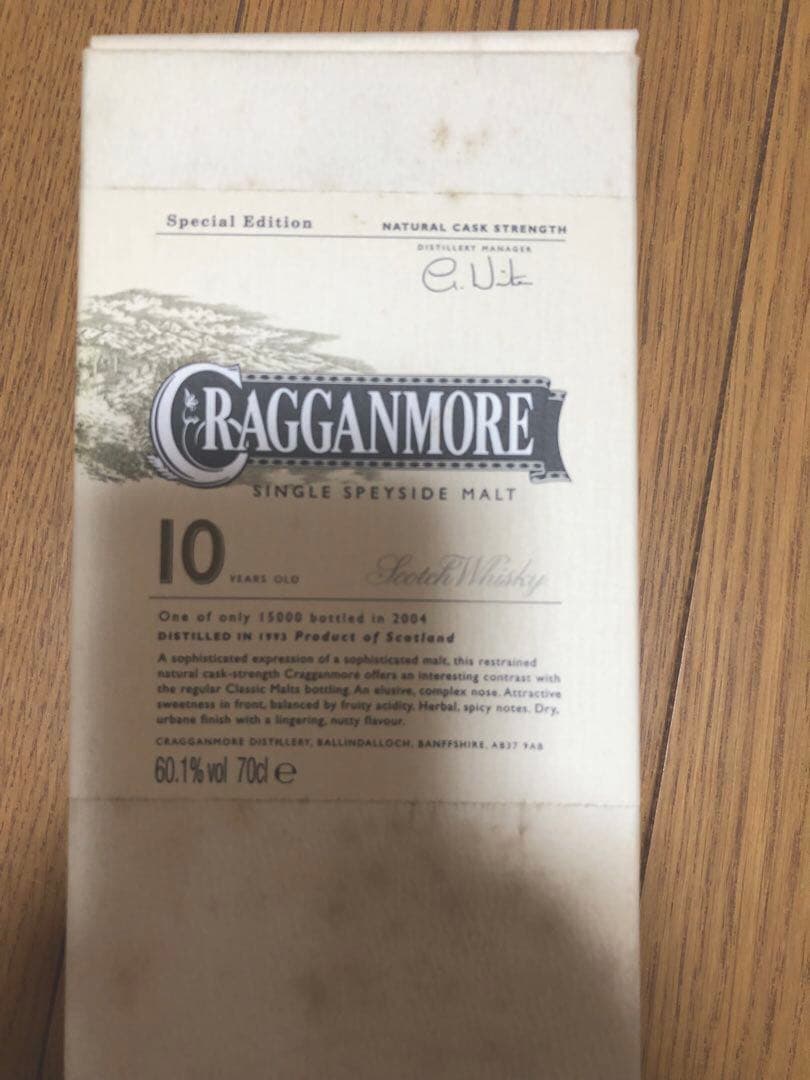 Special Edition
NATURAL CASK STRENGTH
DISTILLERY MANAGER
CRAGGANMORE
SINGLE SPEYSIDE MALT
10 YEARS OLD
Scotch Whisky
One of only 15000 bottled in 2004
DISTILLED IN 1993 Product of Scotland
A sophisticated expression of a sophisticated malt, this restrained
natural cask-strength Cragganmore offers an interesting contrast with
the regular Classic Malts bottling. An elusive, complex nose. Attractive
sweetness in front, balanced by fruity acidity. Herbal, spicy notes. Dry,
urbane finish with a lingering, nutty flavour.
CRAGGANMORE DISTILLERY, BALLINDALLOCH, BANFFSHIRE, AB37 9AB
60.1% vol 70cl e